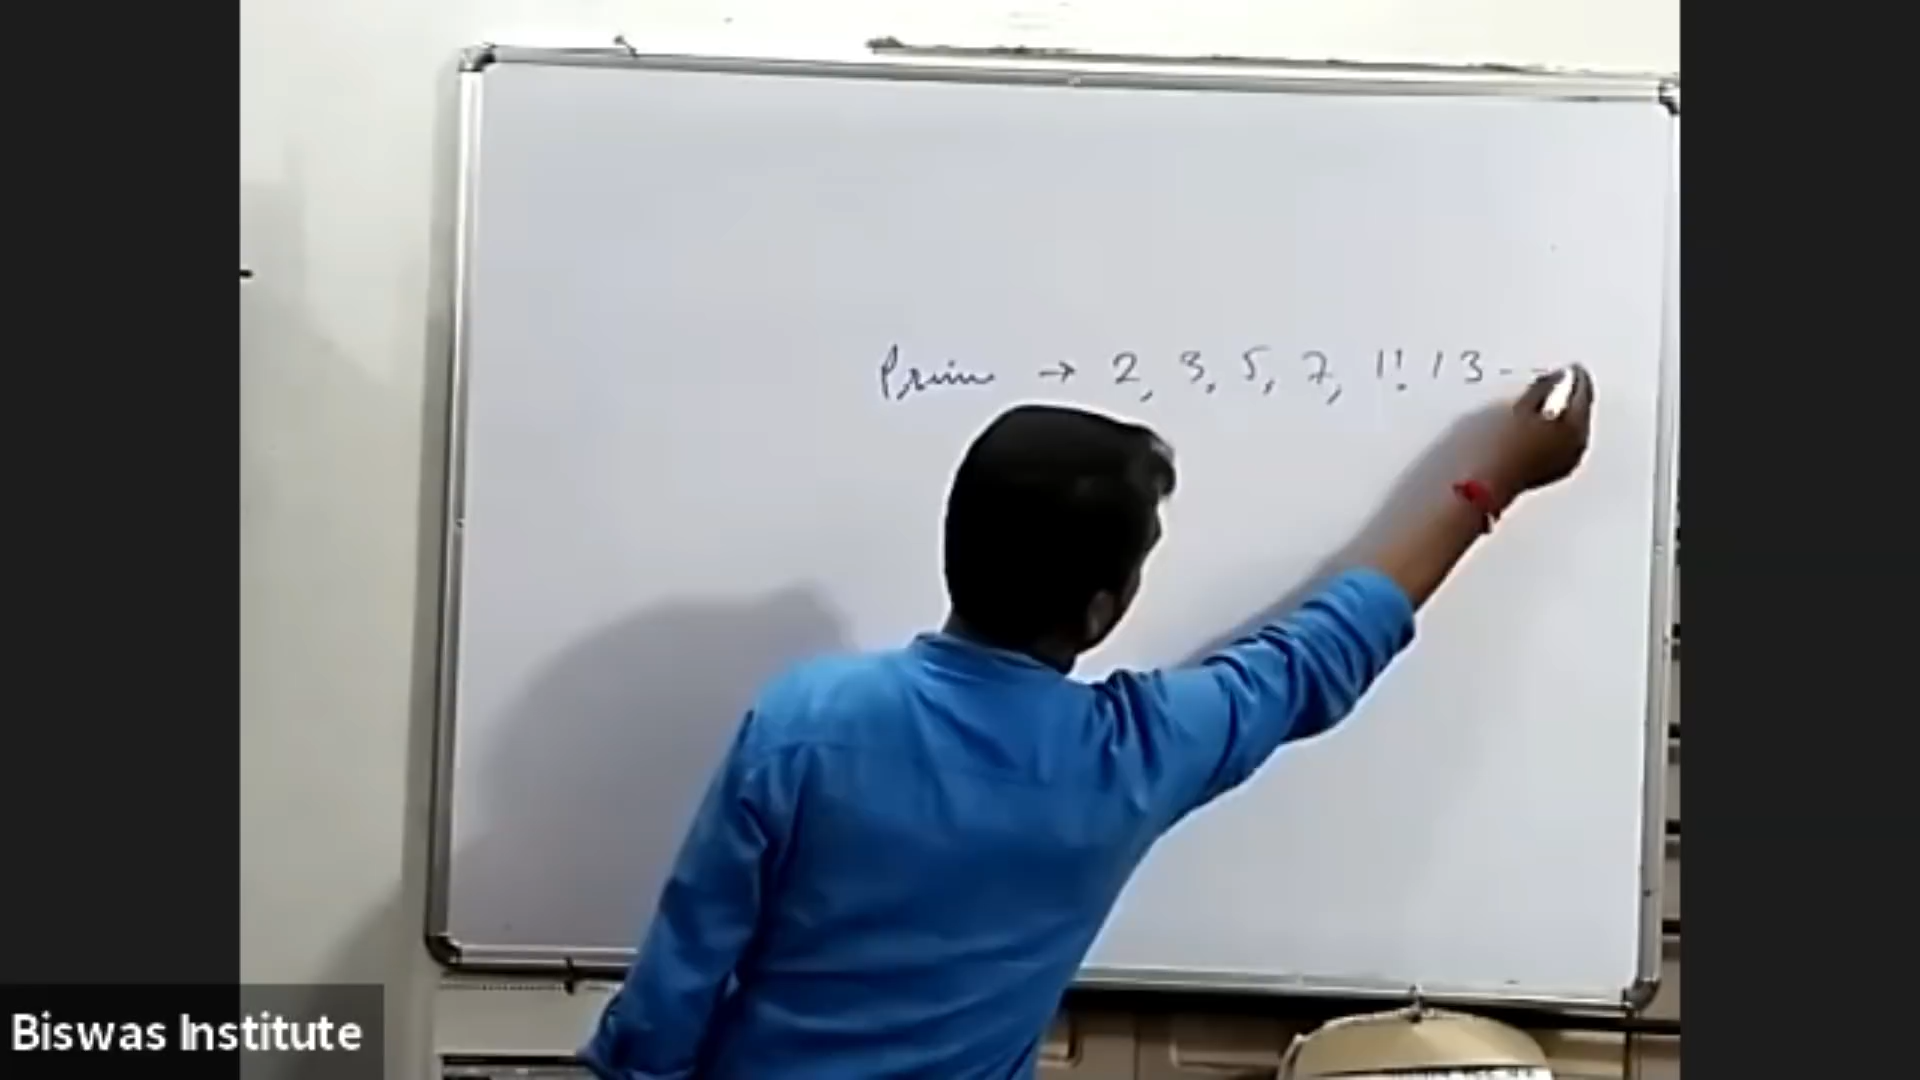 Prime → 2, 3, 5, 7, 11, 13 - -
Biswas Institute